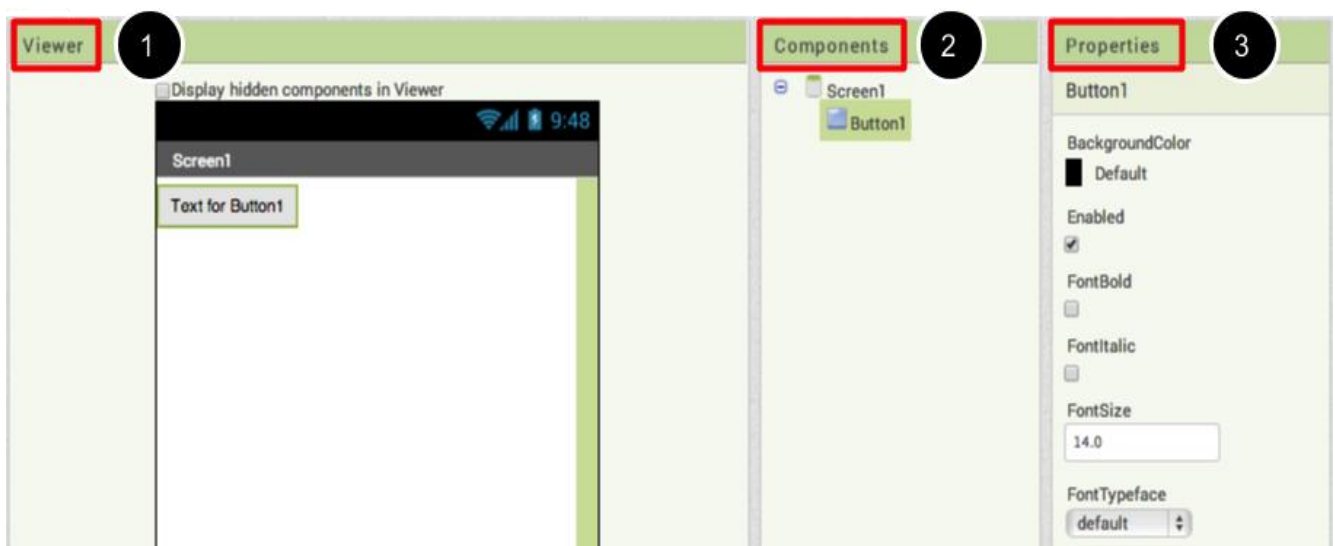 Viewer
1
Display hidden components in Viewer
9:48
Screen1
Text for Button1
Components
2
Screen1
Button1
Properties
3
Button1
BackgroundColor
Default
Enabled
FontBold
FontItalic
FontSize
14.0
FontTypeface
default